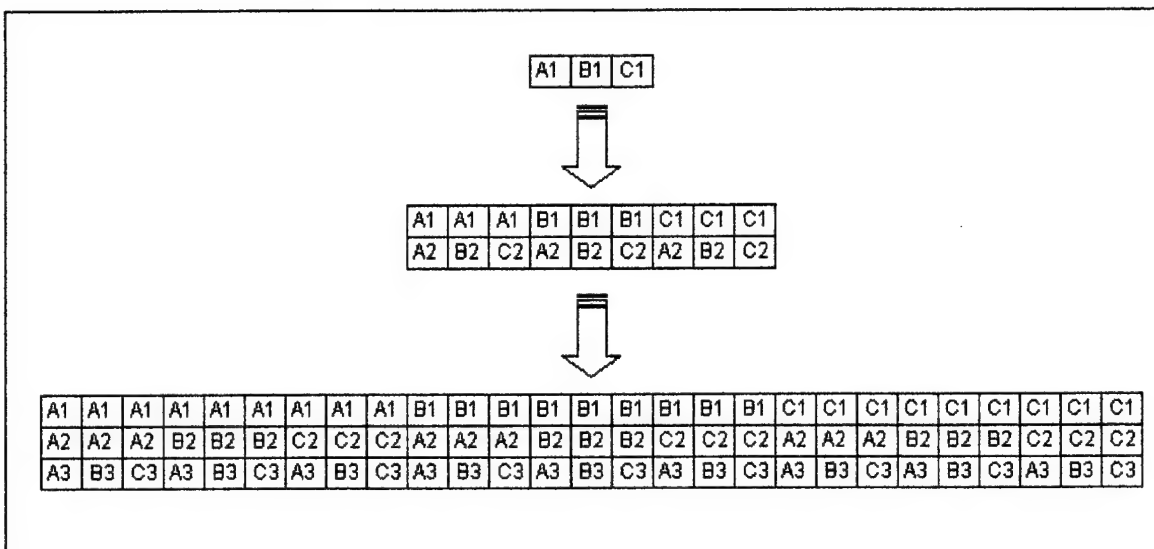 A1 B1 C1
A1 A1 A1 B1 B1 B1 C1 C1 C1
A2 B2 C2 A2 B2 C2 A2 B2 C2
A1 A1 A1 A1 A1 A1 A1 A1 A1 B1 B1 B1 B1 B1 B1 B1 B1 B1 C1 C1 C1 C1 C1 C1 C1 C1 C1
A2 A2 A2 B2 B2 B2 C2 C2 C2 A2 A2 A2 B2 B2 B2 C2 C2 C2 A2 A2 A2 B2 B2 B2 C2 C2 C2
A3 B3 C3 A3 B3 C3 A3 B3 C3 A3 B3 C3 A3 B3 C3 A3 B3 C3 A3 B3 C3 A3 B3 C3 A3 B3 C3